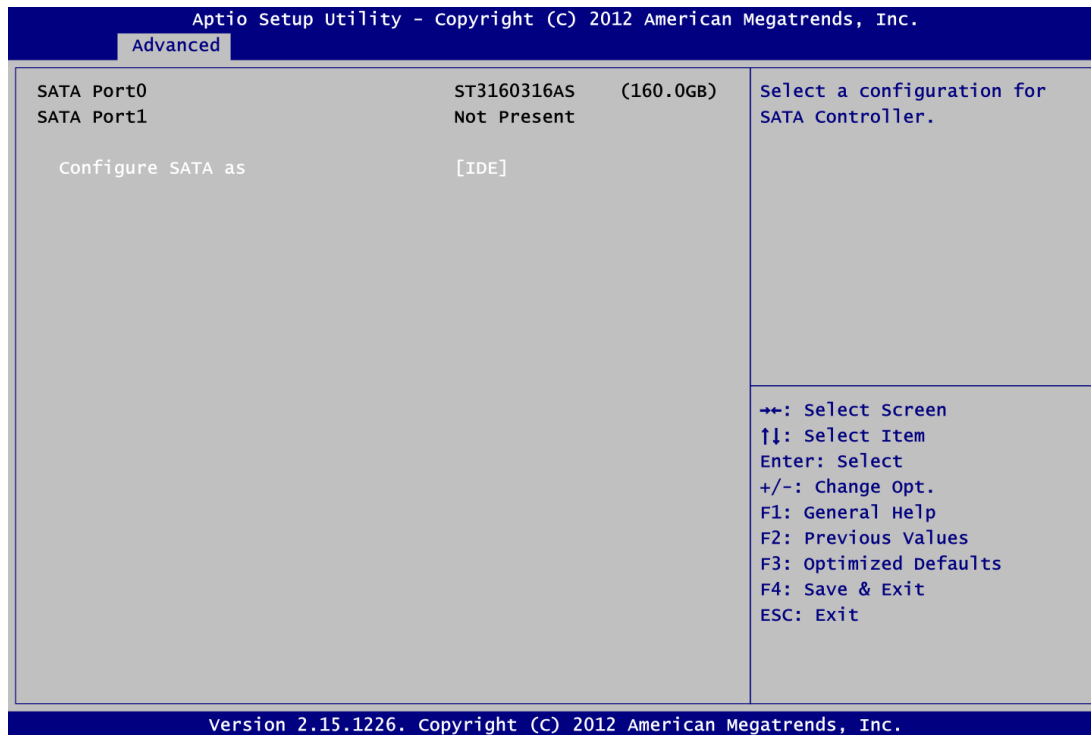 Aptio Setup Utility - Copyright (C) 2012 American Megatrends, Inc.
Advanced
SATA Port0 ST3160316AS (160.0GB)
SATA Port1 Not Present
Configure SATA as [IDE]
Select a configuration for
SATA Controller.
→←: Select Screen
↑↓: Select Item
Enter: Select
+/-: Change Opt.
F1: General Help
F2: Previous Values
F3: Optimized Defaults
F4: Save & Exit
ESC: Exit
Version 2.15.1226. Copyright (C) 2012 American Megatrends, Inc.